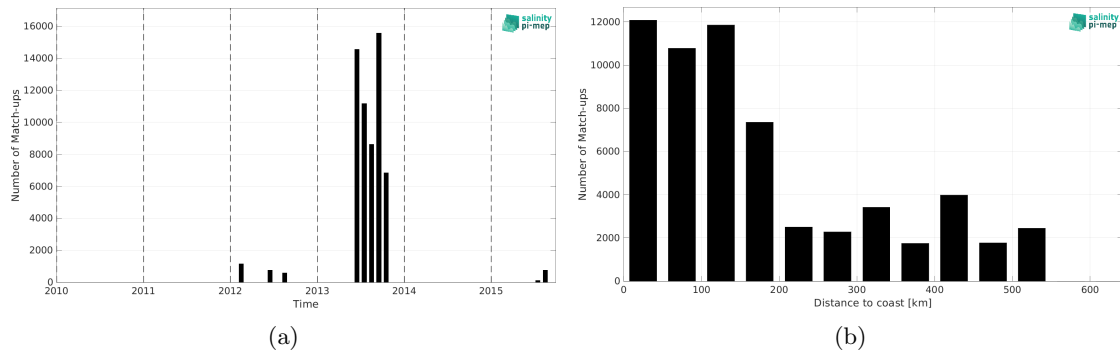 salinity
pi-mep
Number of Match-ups
16000
14000
12000
10000
8000
6000
4000
2000
0
2010 2011 2012 2013 2014 2015
Time
(a)
salinity
pi-mep
Number of Match-ups
12000
10000
8000
6000
4000
2000
0
0 100 200 300 400 500 600
Distance to coast [km]
(b)